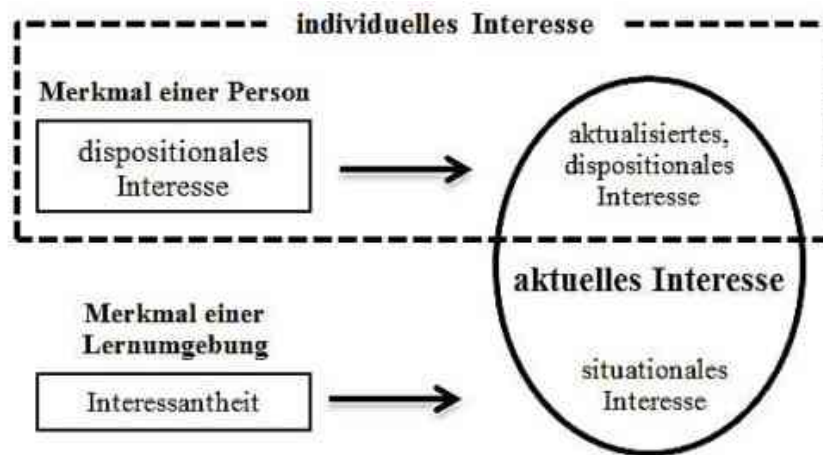 individuelles Interesse
Merkmal einer Person
dispositionales
Interesse
aktualisiertes,
dispositionales
Interesse
aktuelles Interesse
Merkmal einer
Lernumgebung
Interessantheit
situationales
Interesse